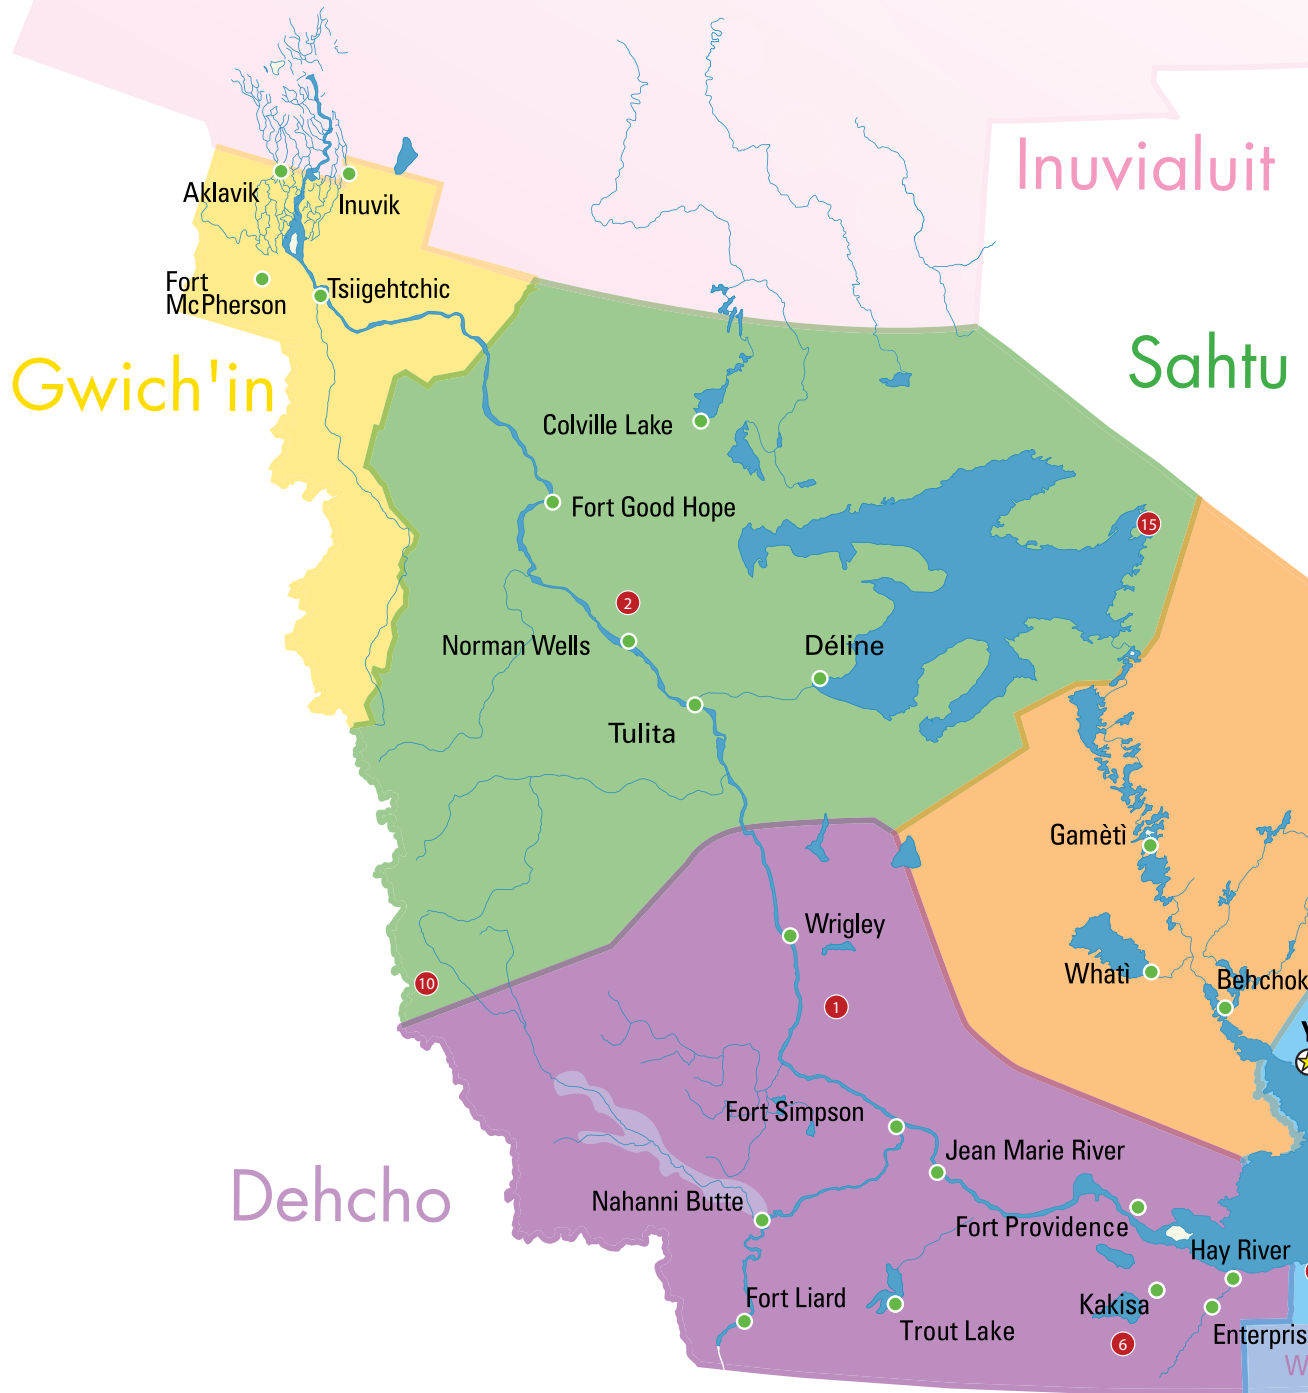 Inuvialuit
Aklavik
Inuvik
Fort
McPherson
Tsiigehtchic
Sahtu
Gwich'in
Colville Lake
Fort Good Hope
15
2
Norman Wells
Déline
Tulita
Gamètì
Wrigley
Whatì
Behchok
10
1
Y
Fort Simpson
Jean Marie River
Dehcho
Nahanni Butte
Fort Providence
Hay River
Fort Liard
Kakisa
Trout Lake
6
Enterpris
W